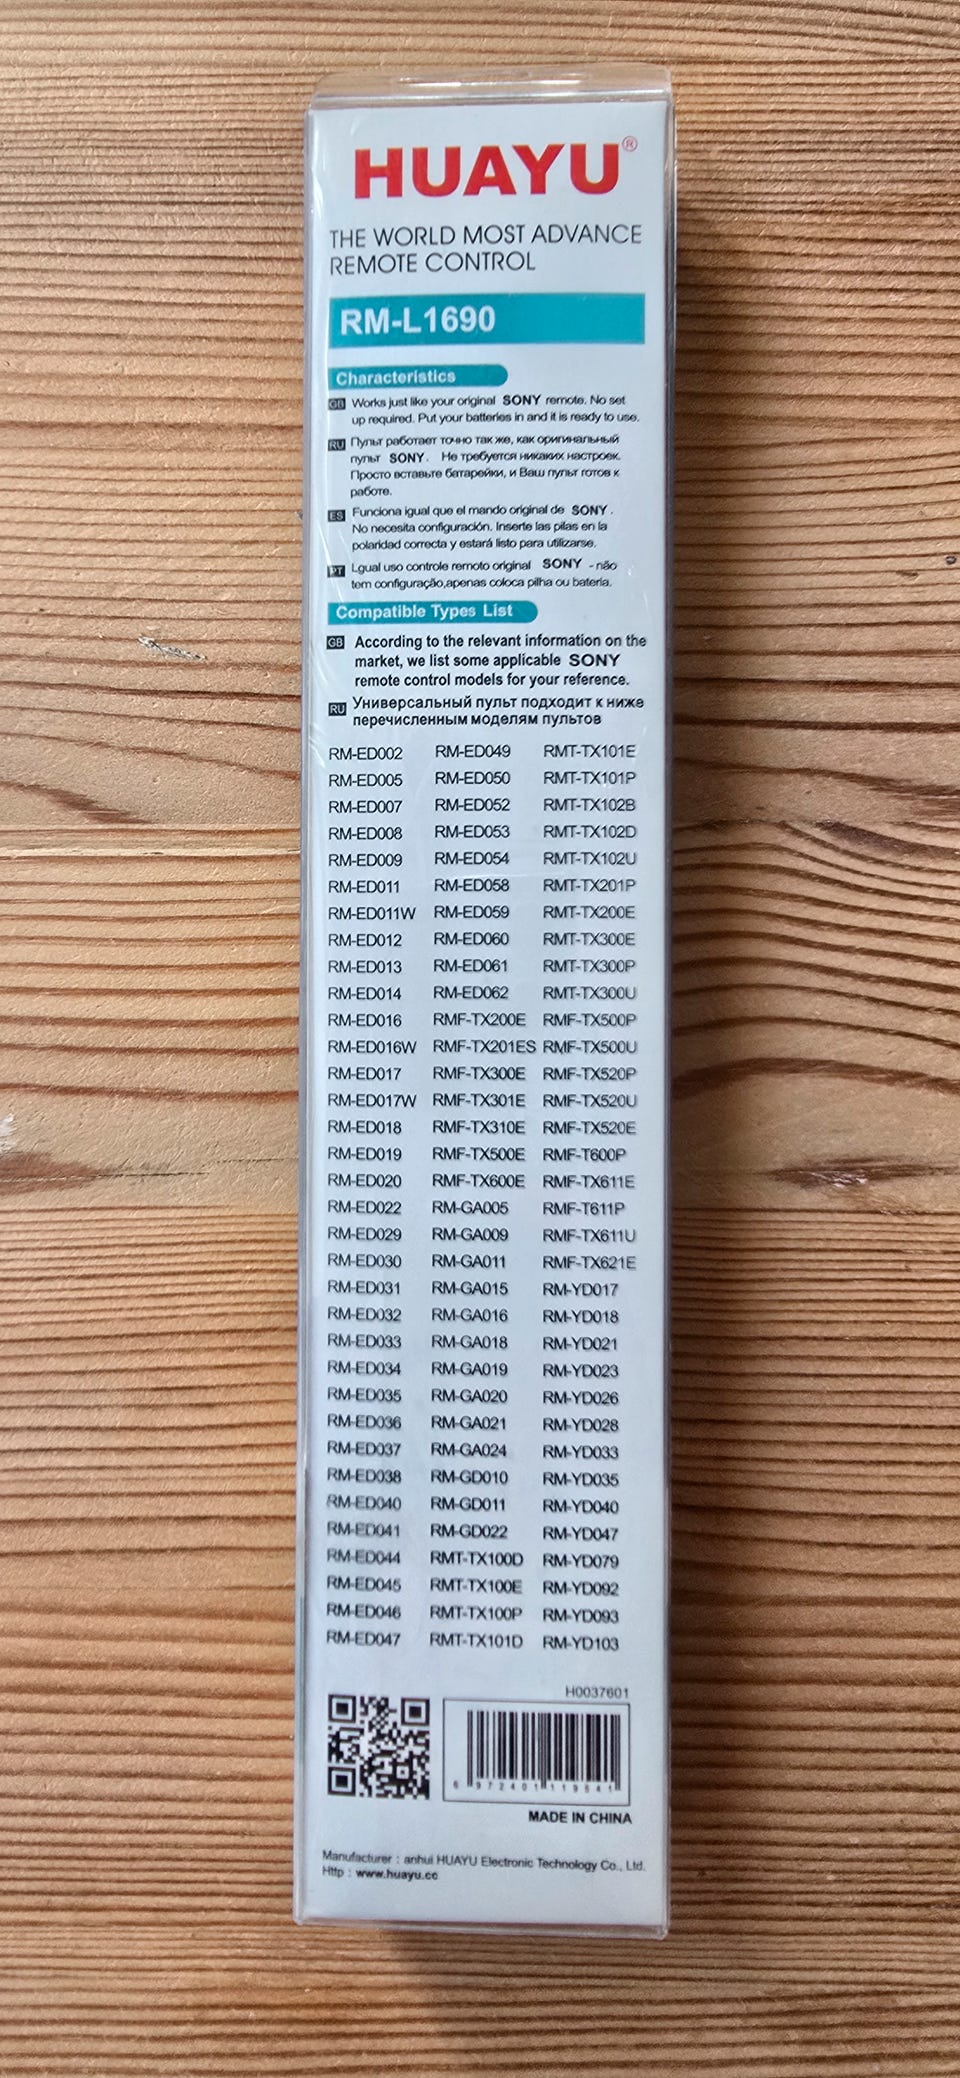 HUAYU®
THE WORLD MOST ADVANCE
REMOTE CONTROL
RM-L1690
Characteristics
GB Works just like your original SONY remote. No set
up required. Put your batteries in and it is ready to use.
RU Пульт работает точно так же, как оригинальный
пульт SONY. Не требуется никаких настроек.
Просто вставьте батарейки, и Ваш пульт готов к
работе.
ES Funciona igual que el mando original de SONY.
No necesita configuración. Inserte las pilas en la
polaridad correcta y estará listo para utilizarse.
PT Lgual uso controle remoto original SONY - não
tem configuração,apenas coloca pilha ou bateria.
Compatible Types List
GB According to the relevant information on the
market, we list some applicable SONY
remote control models for your reference.
RU Универсальный пульт подходит к ниже
перечисленным моделям пультов
RM-ED002 RM-ED049 RMT-TX101E
RM-ED005 RM-ED050 RMT-TX101P
RM-ED007 RM-ED052 RMT-TX102B
RM-ED008 RM-ED053 RMT-TX102D
RM-ED009 RM-ED054 RMT-TX102U
RM-ED011 RM-ED058 RMT-TX201P
RM-ED011W RM-ED059 RMT-TX200E
RM-ED012 RM-ED060 RMT-TX300E
RM-ED013 RM-ED061 RMT-TX300P
RM-ED014 RM-ED062 RMT-TX300U
RM-ED016 RMF-TX200E RMF-TX500P
RM-ED016W RMF-TX201ES RMF-TX500U
RM-ED017 RMF-TX300E RMF-TX520P
RM-ED017W RMF-TX301E RMF-TX520U
RM-ED018 RMF-TX310E RMF-TX520E
RM-ED019 RMF-TX500E RMF-T600P
RM-ED020 RMF-TX600E RMF-TX611E
RM-ED022 RM-GA005 RMF-T611P
RM-ED029 RM-GA009 RMF-TX611U
RM-ED030 RM-GA011 RMF-TX621E
RM-ED031 RM-GA015 RM-YD017
RM-ED032 RM-GA016 RM-YD018
RM-ED033 RM-GA018 RM-YD021
RM-ED034 RM-GA019 RM-YD023
RM-ED035 RM-GA020 RM-YD026
RM-ED036 RM-GA021 RM-YD028
RM-ED037 RM-GA024 RM-YD033
RM-ED038 RM-GD010 RM-YD035
RM-ED040 RM-GD011 RM-YD040
RM-ED041 RM-GD022 RM-YD047
RM-ED044 RMT-TX100D RM-YD079
RM-ED045 RMT-TX100E RM-YD092
RM-ED046 RMT-TX100P RM-YD093
RM-ED047 RMT-TX101D RM-YD103
H0037601
6 972401 119541
MADE IN CHINA
Manufacturer : anhui HUAYU Electronic Technology Co., Ltd.
Http : www.huayu.cc